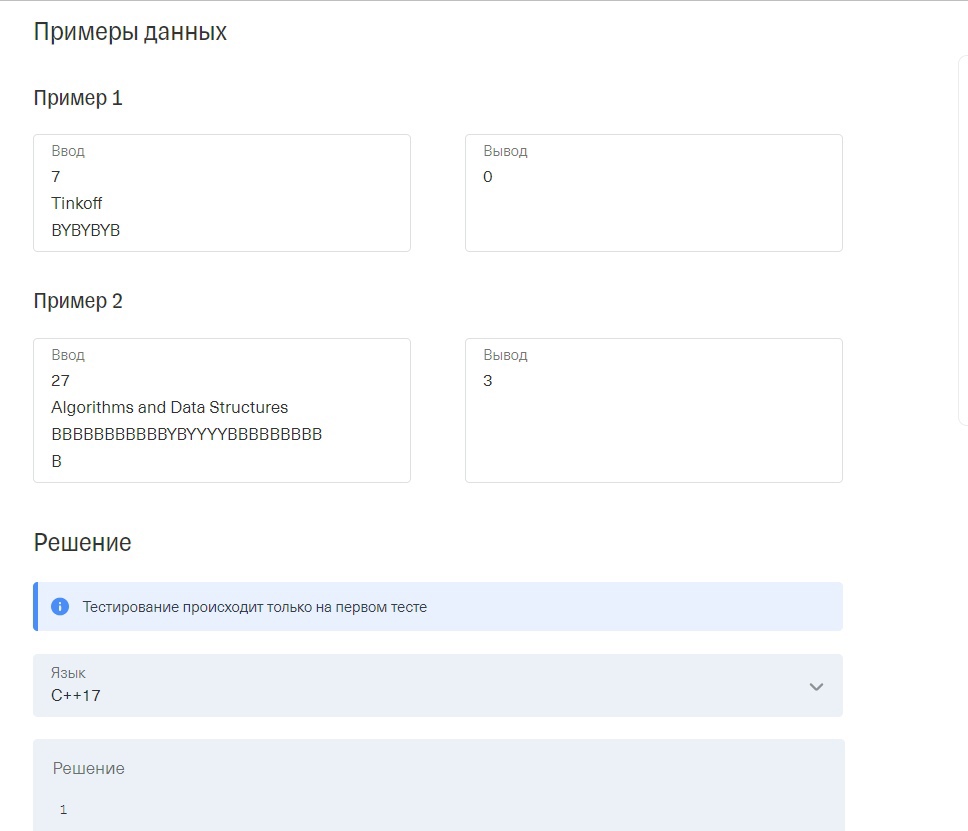 Примеры данных
Пример 1
Ввод
7
Tinkoff
BYBYBYB
Вывод
0
Пример 2
Ввод
27
Algorithms and Data Structures
BBBBBBBBBBBYBYYYYBBBBBBBBB
B
Вывод
3
Решение
Тестирование происходит только на первом тесте
Язык
C++17
Решение
1